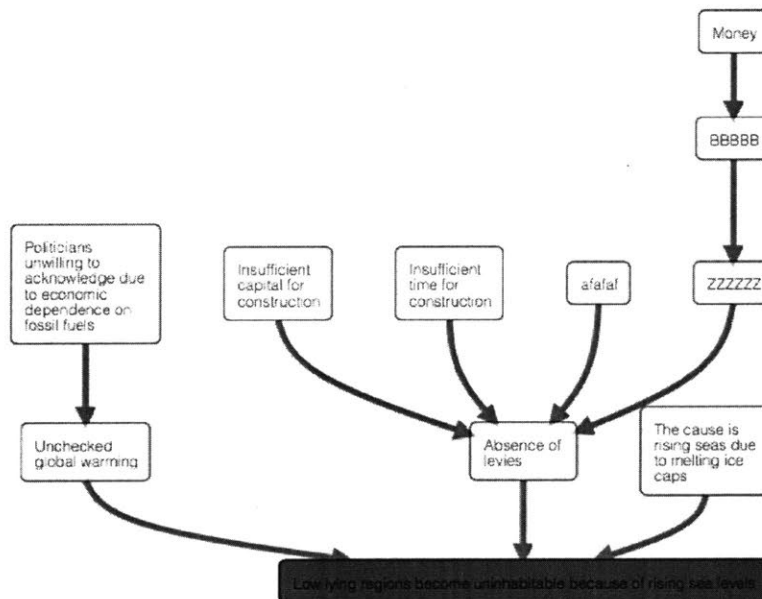 Money
BBBBB
Politicians
unwilling to
acknowledge due
to economic
dependence on
fossil fuels
Insufficient
capital for
construction
Insufficient
time for
construction
afafaf
ZZZZZZ
Unchecked
global warming
Absence of
levies
The cause is
rising seas due
to melting ice
caps
Low lying regions become uninhabitable because of rising sea levels.